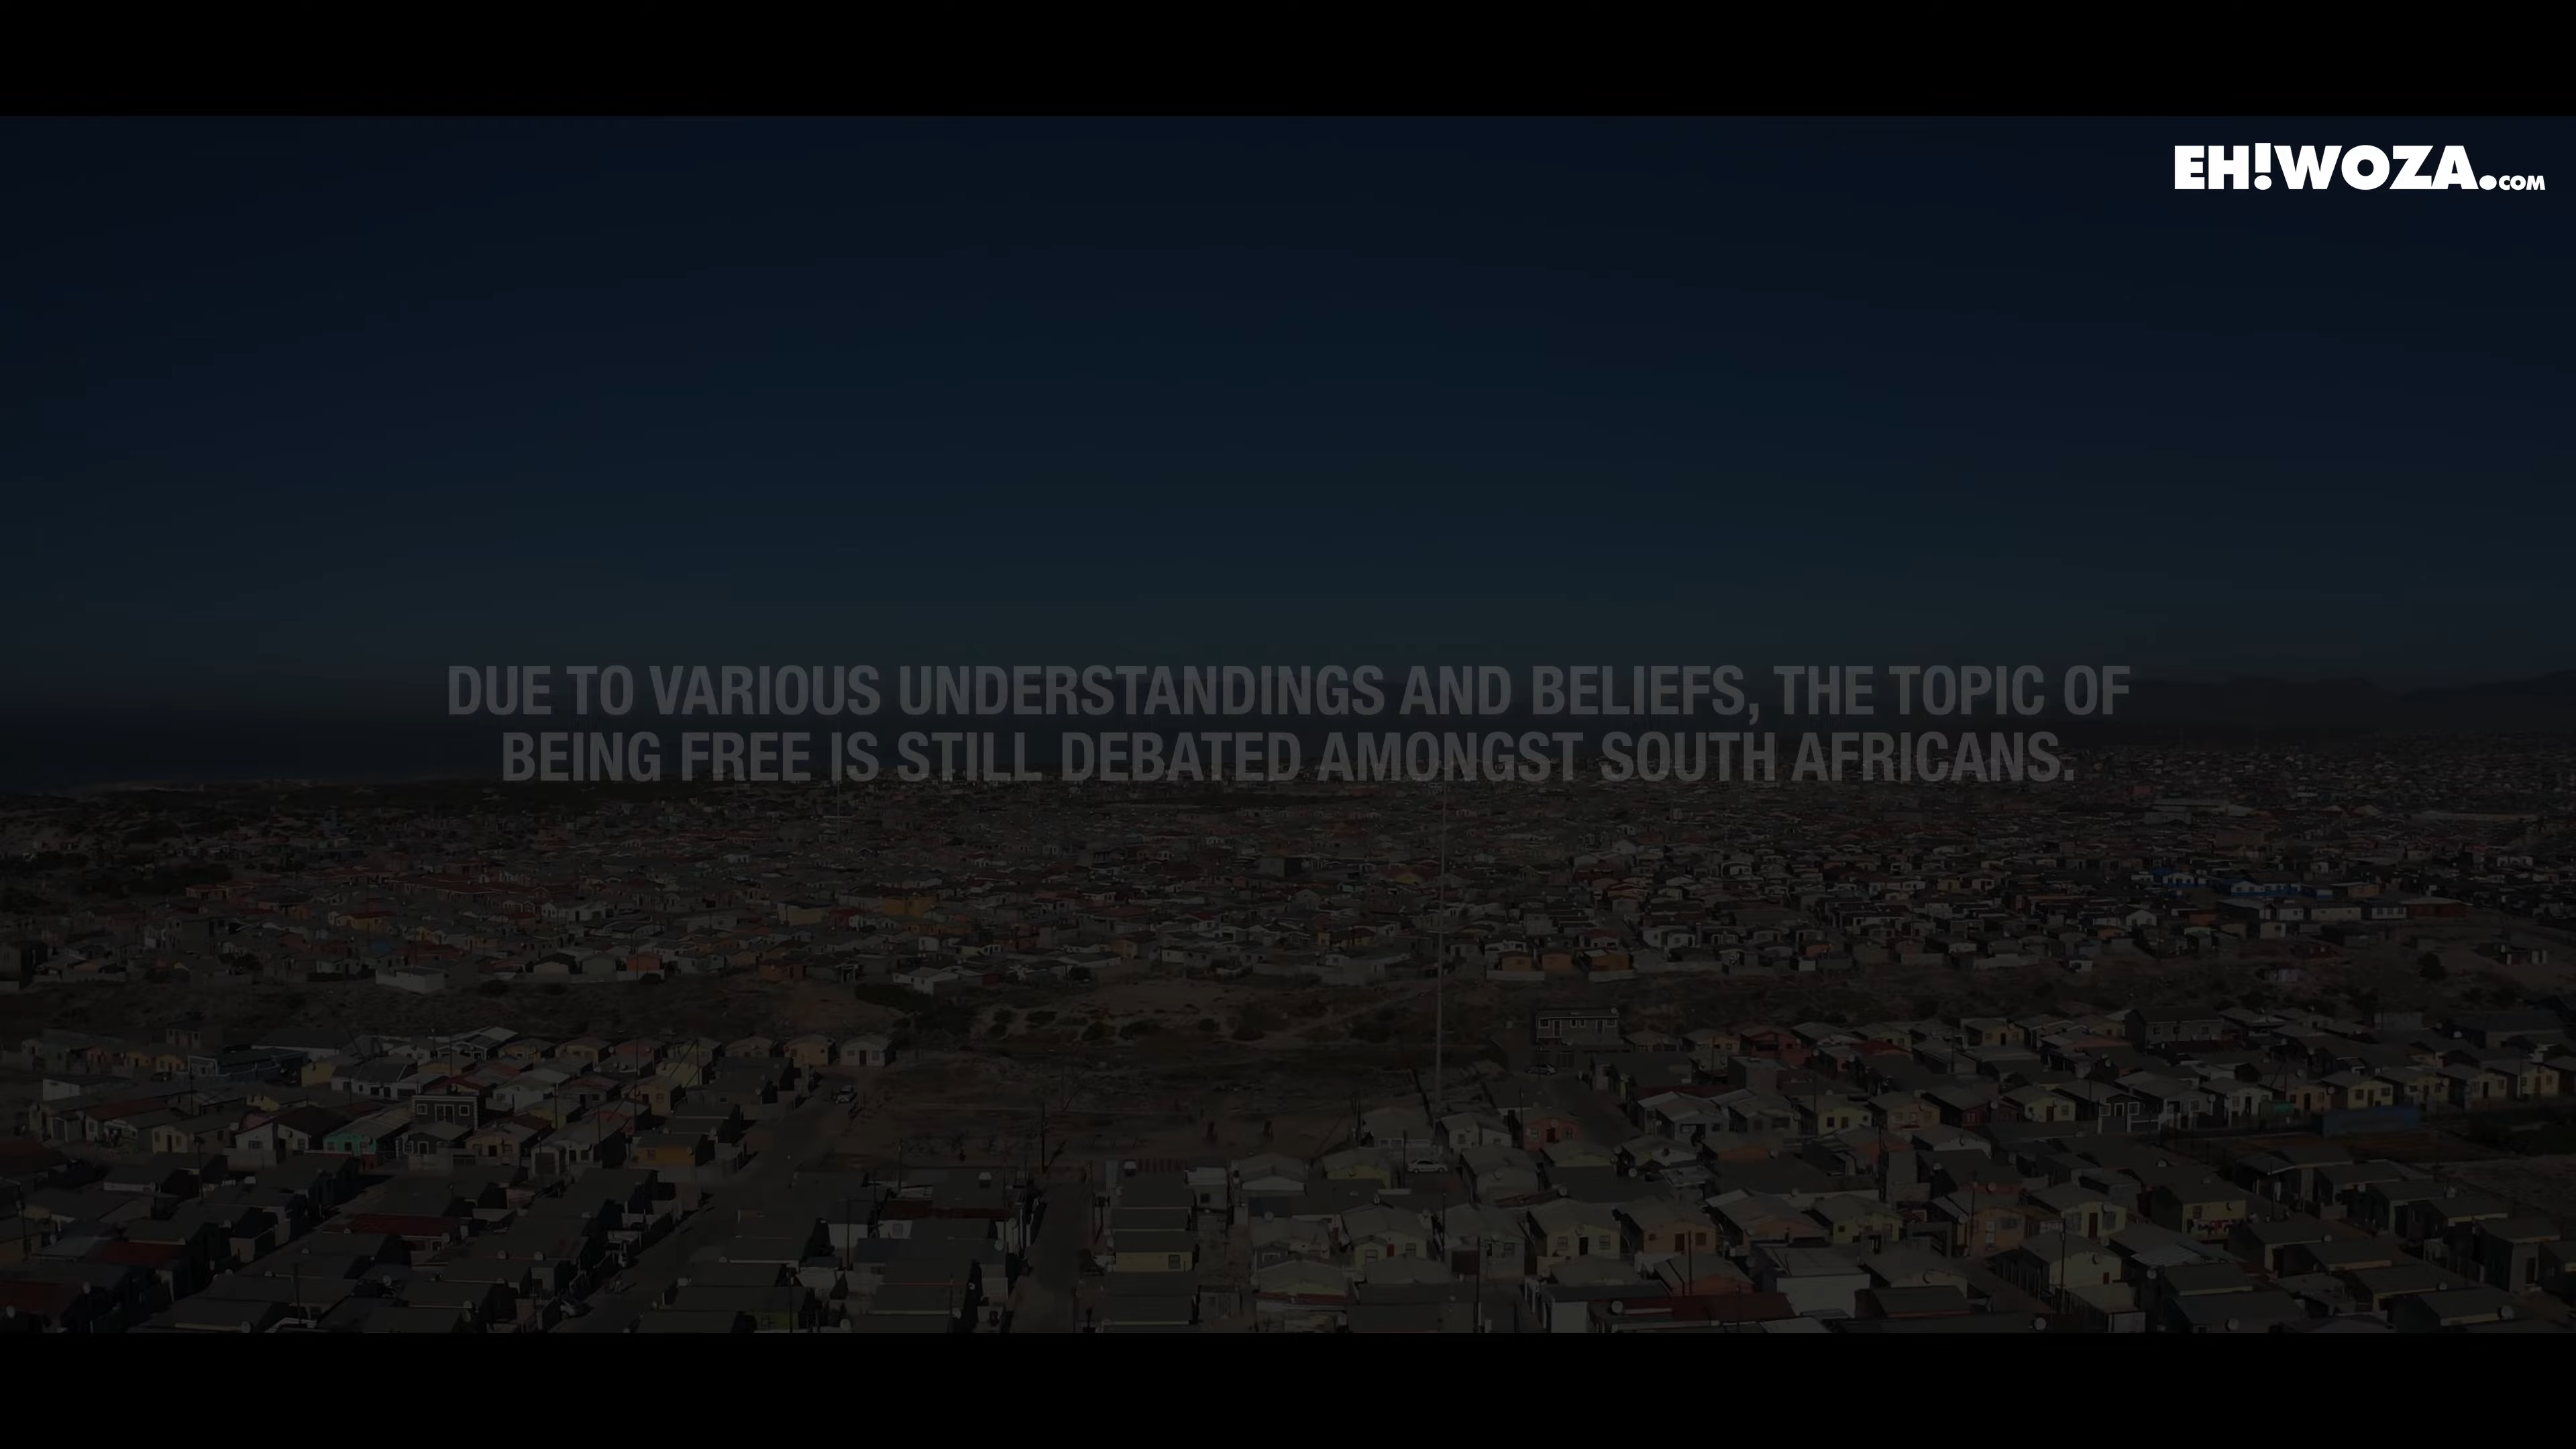 EH!WOZA.COM
DUE TO VARIOUS UNDERSTANDINGS AND BELIEFS, THE TOPIC OF
BEING FREE IS STILL DEBATED AMONGST SOUTH AFRICANS.